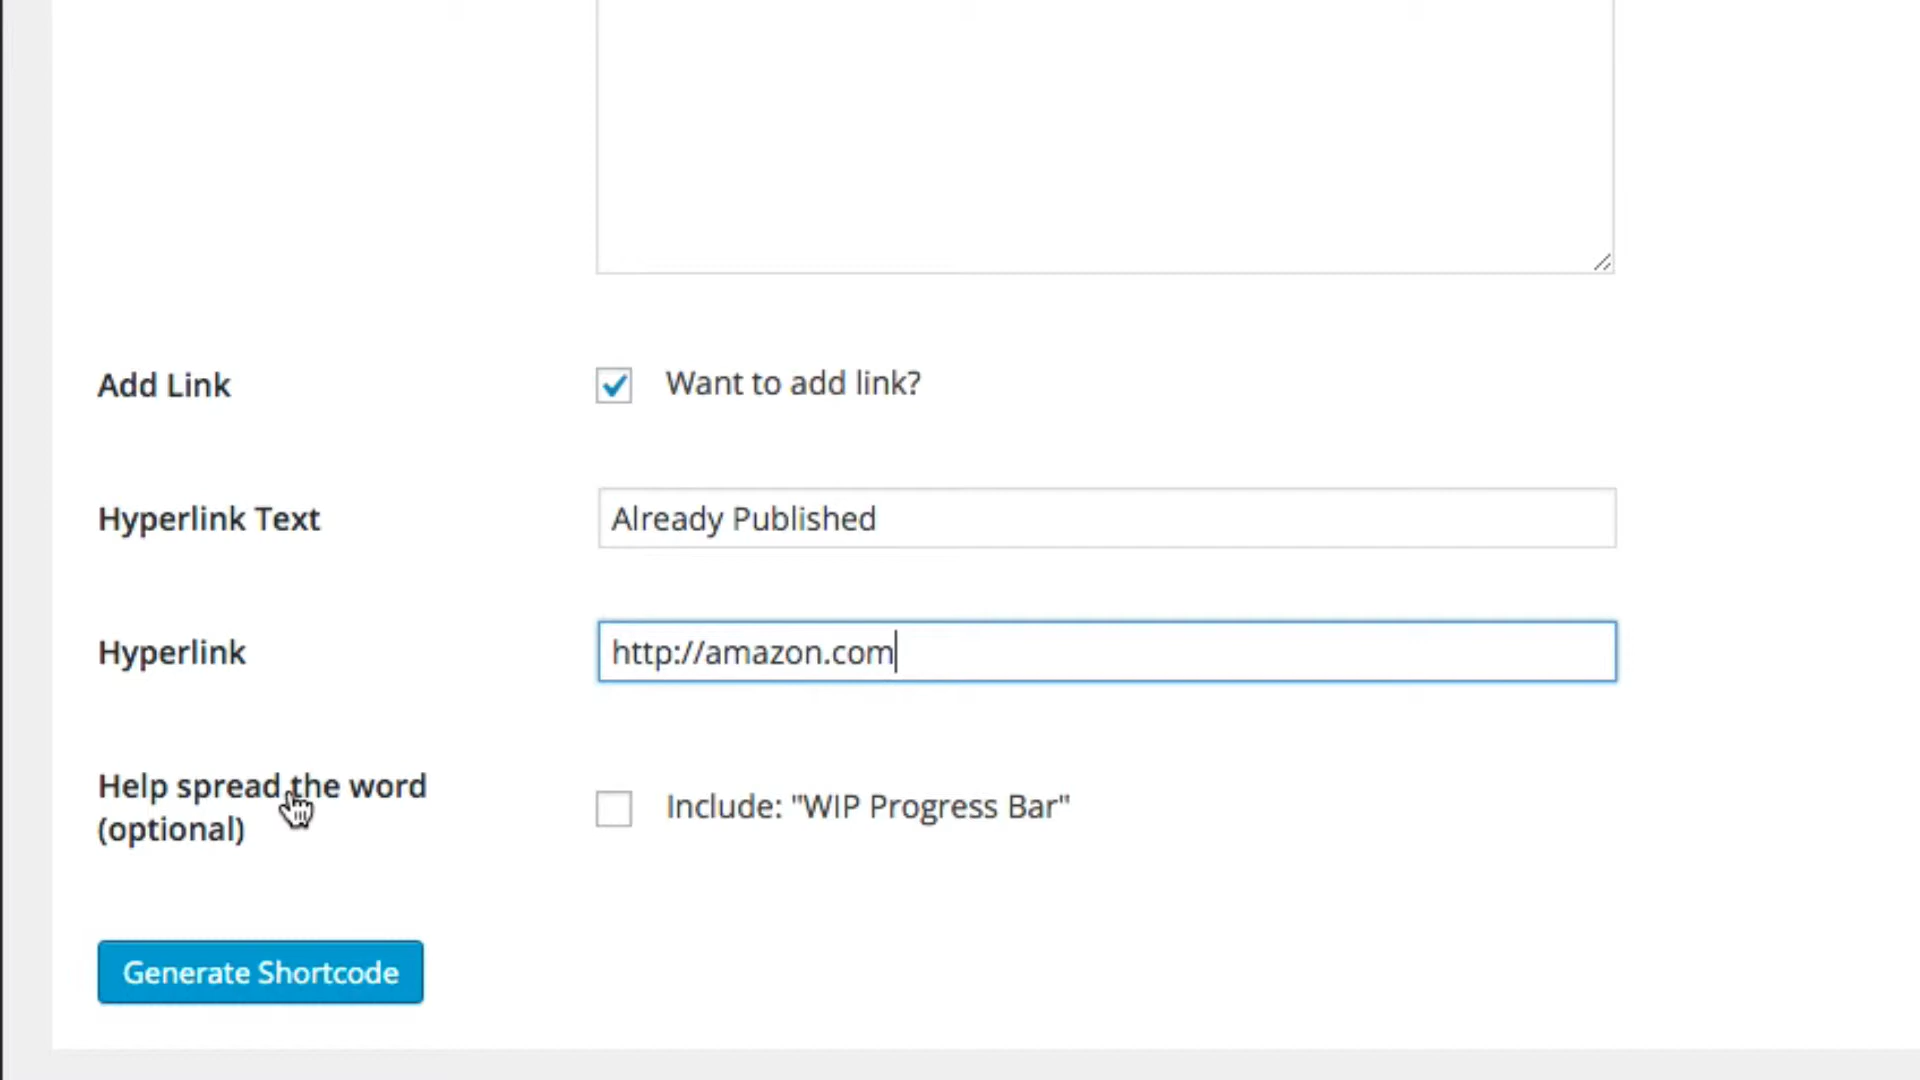 Add Link
Want to add link?
Hyperlink Text
Already Published
Hyperlink
http://amazon.com
Help spread the word
(optional)
Include: "WIP Progress Bar"
Generate Shortcode